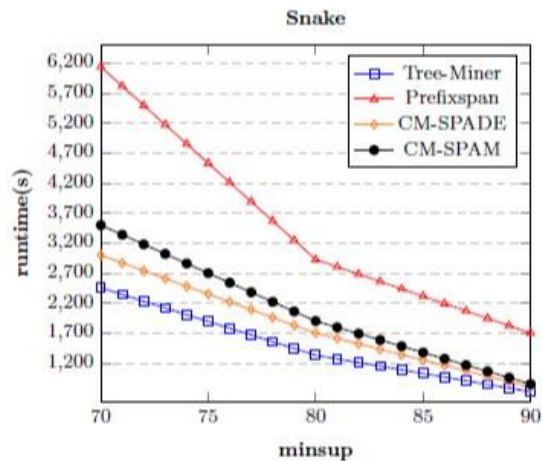 Snake
6,200
5,700
5,200
4,700
4,200
3,700
3,200
2,700
2,200
1,700
1,200
runtime(s)
Tree-Miner
Prefixspan
CM-SPADE
CM-SPAM
70 75 80 85 90
minsup